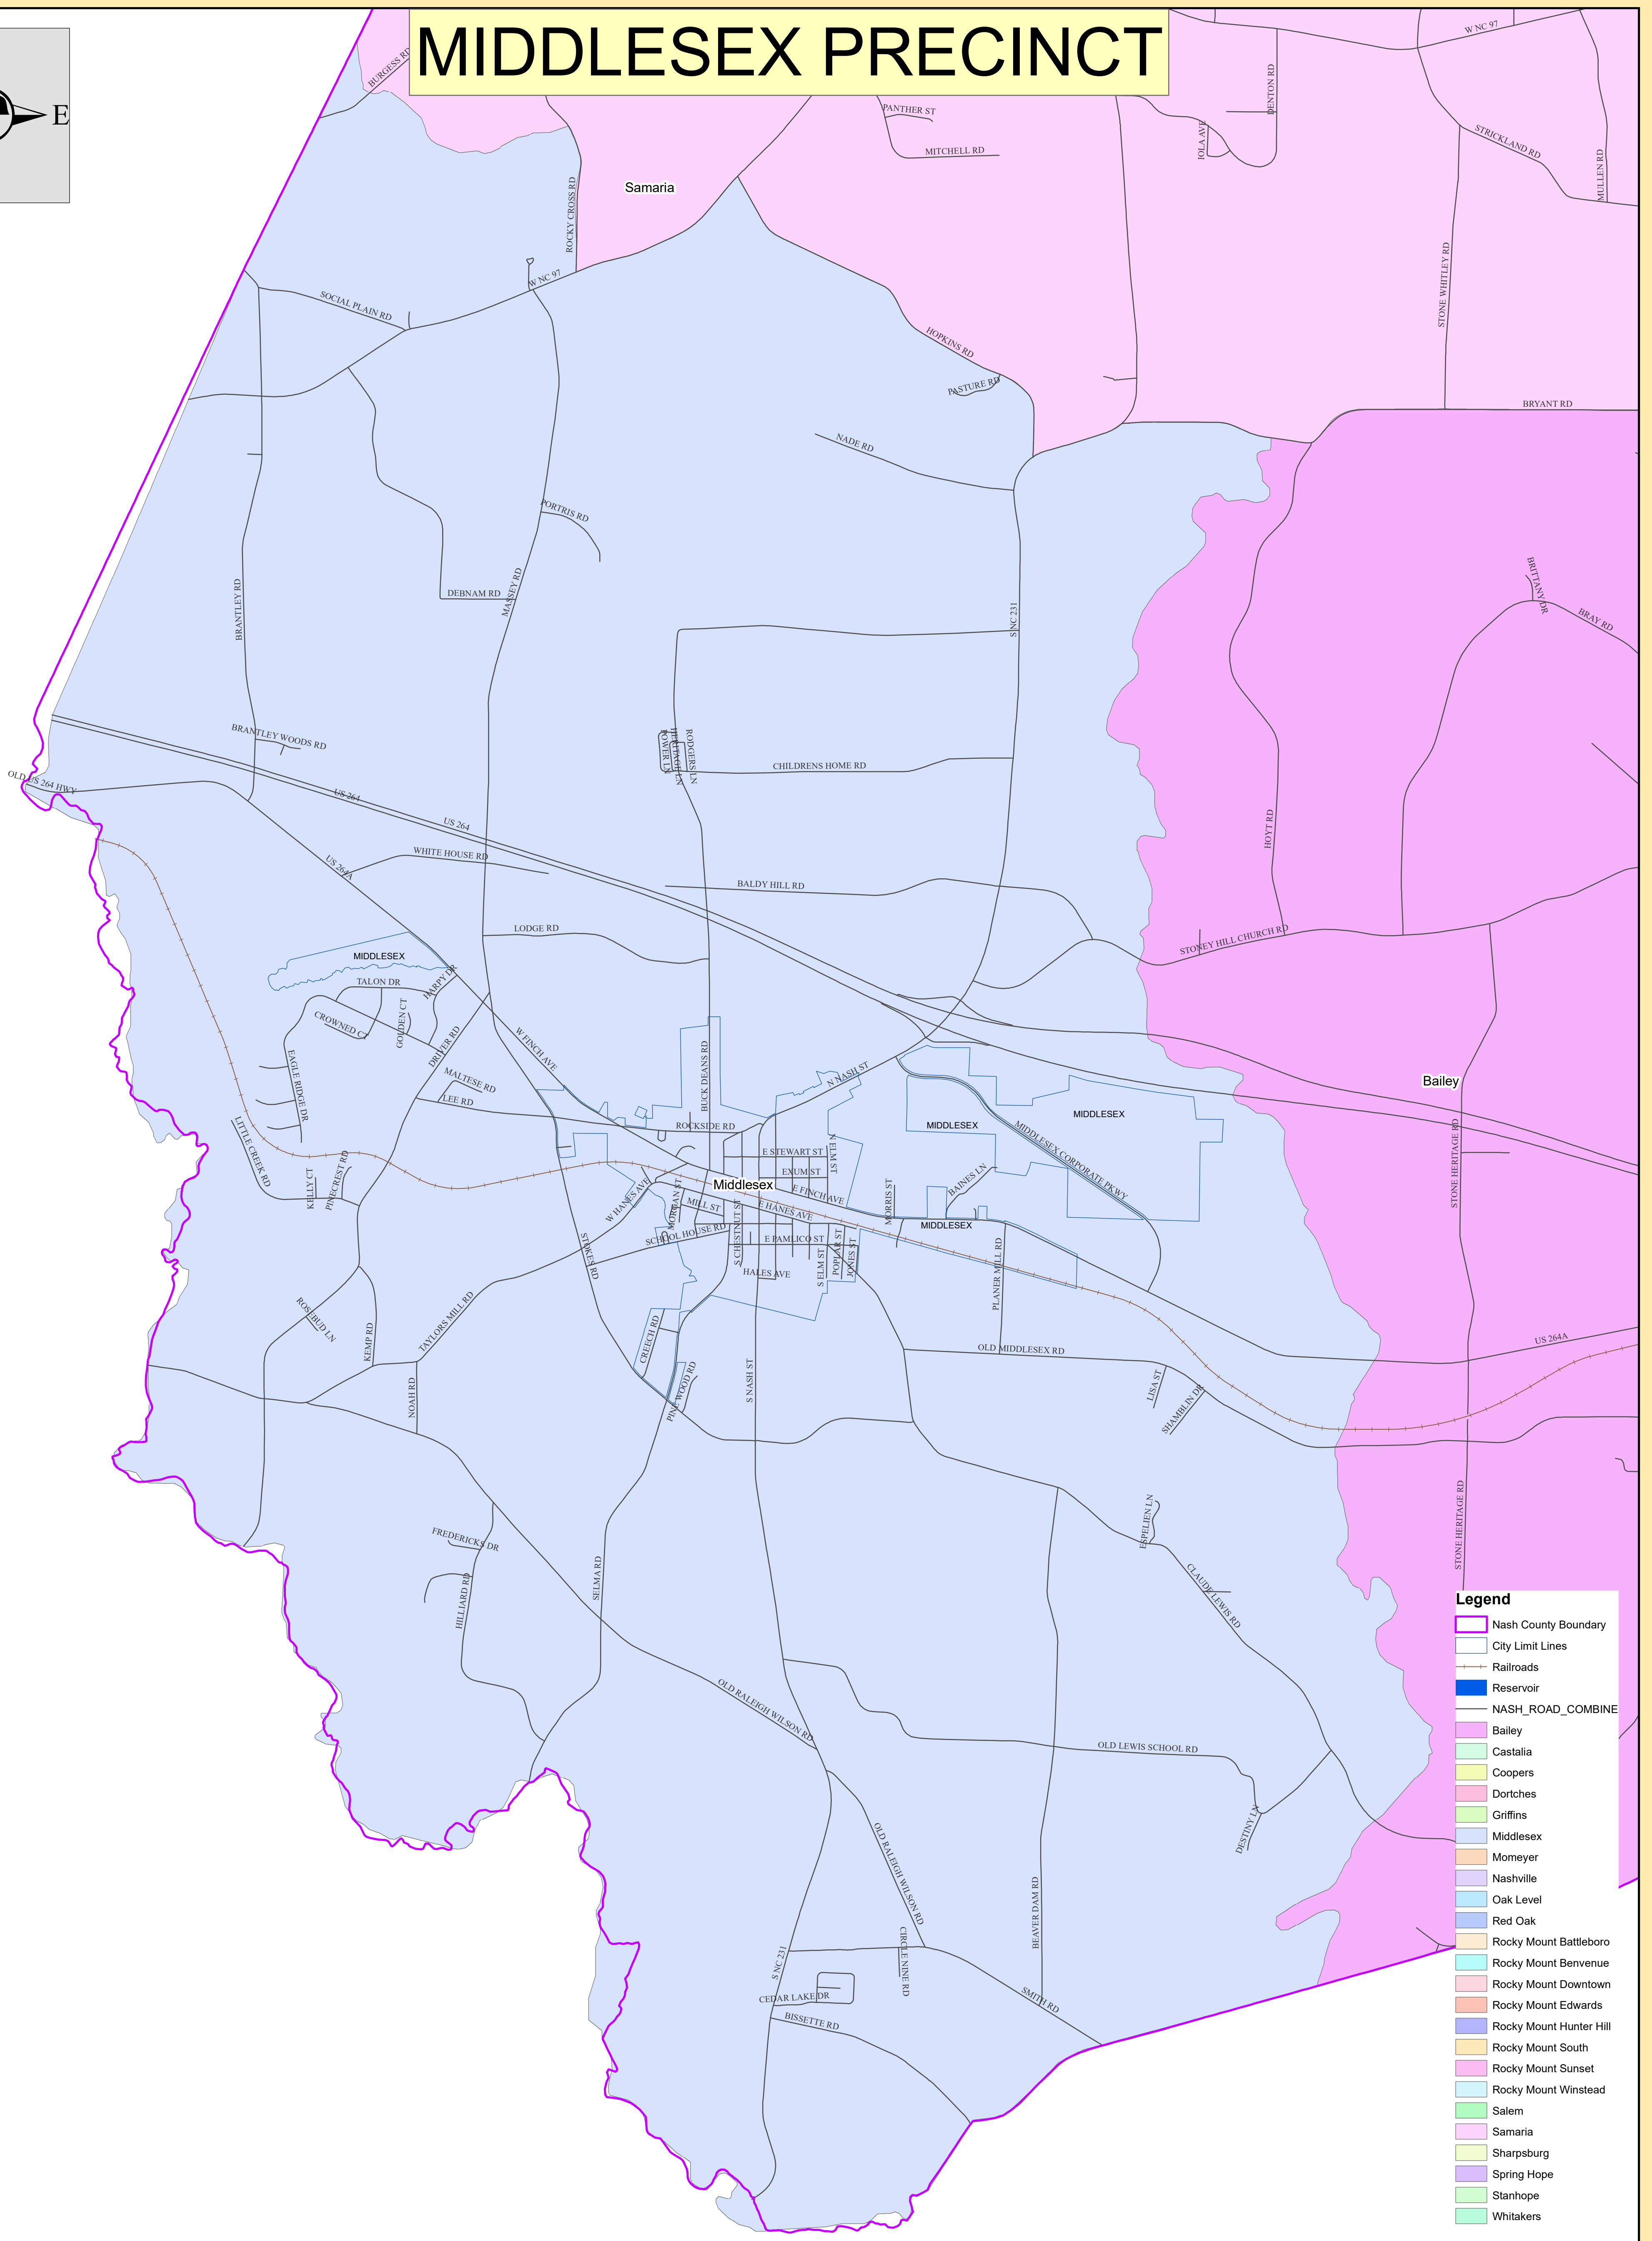 MIDDLESEX PRECINCT
E
W NC 97
BURGESS RD
DENTON RD
PANTHER ST
IOLA AVE
STRICKLAND RD
MITCHELL RD
MULLEN RD
Samaria
ROCKY CROSS RD
W NC 97
STONE WHITLEY RD
SOCIAL PLAIN RD
HOPKINS RD
PASTURE RD
BRYANT RD
NADE RD
PORTRIS RD
BRITTANY DR
DEBNAM RD
MASSEY RD
BRANTLEY RD
S NC 231
BRAY RD
BRANTLEY WOODS RD
POWER LN
HERITAGE LN
RODGERS LN
CHILDRENS HOME RD
OLD US 264 HWY
US 264
US 264
HOYT RD
WHITE HOUSE RD
US 264A
BALDY HILL RD
LODGE RD
STONEY HILL CHURCH RD
MIDDLESEX
TALON DR
HARPY DR
CROWNED CT
GOLDEN CT
DRIVER RD
W FINCH AVE
EAGLE RIDGE DR
MALTESE RD
LEE RD
BUCK DEANS RD
N NASH ST
Bailey
MIDDLESEX
MIDDLESEX
MIDDLESEX CORPORATE PKWY
ROCKSIDE RD
LITTLE CREEK RD
KELLY CT
PINECREST RD
E STEWART ST
N ELM ST
EXUM ST
STONE HERITAGE RD
Middlesex
E FINCH AVE
BAINES LN
MORRIS ST
W HANES AVE
MORGAN ST
MILL ST
E HANES AVE
MIDDLESEX
SCHOOL HOUSE RD
S CHESTNUT ST
E PAMLICO ST
STOKES RD
HALES AVE
S ELM ST
POPLAR ST
JONES ST
PLANER MILL RD
ROSEBUD LN
KEMP RD
TAYLORS MILL RD
CREECH RD
OLD MIDDLESEX RD
US 264A
NOAH RD
PINE WOOD RD
S NASH ST
LISA ST
SHAMBLIN DR
FREDERICKS DR
ESPELIEN LN
STONE HERITAGE RD
HILLIARD RD
SELMA RD
CLAUDE LEWIS RD
OLD RALEIGH WILSON RD
OLD LEWIS SCHOOL RD
DESTINY LN
OLD RALEIGH WILSON RD
BEAVER DAM RD
S NC 231
CIRCLE NINE RD
CEDAR LAKE DR
SMITH RD
BISSETTE RD
Legend
Nash County Boundary
City Limit Lines
Railroads
Reservoir
NASH_ROAD_COMBINE
Bailey
Castalia
Coopers
Dortches
Griffins
Middlesex
Momeyer
Nashville
Oak Level
Red Oak
Rocky Mount Battleboro
Rocky Mount Benvenue
Rocky Mount Downtown
Rocky Mount Edwards
Rocky Mount Hunter Hill
Rocky Mount South
Rocky Mount Sunset
Rocky Mount Winstead
Salem
Samaria
Sharpsburg
Spring Hope
Stanhope
Whitakers